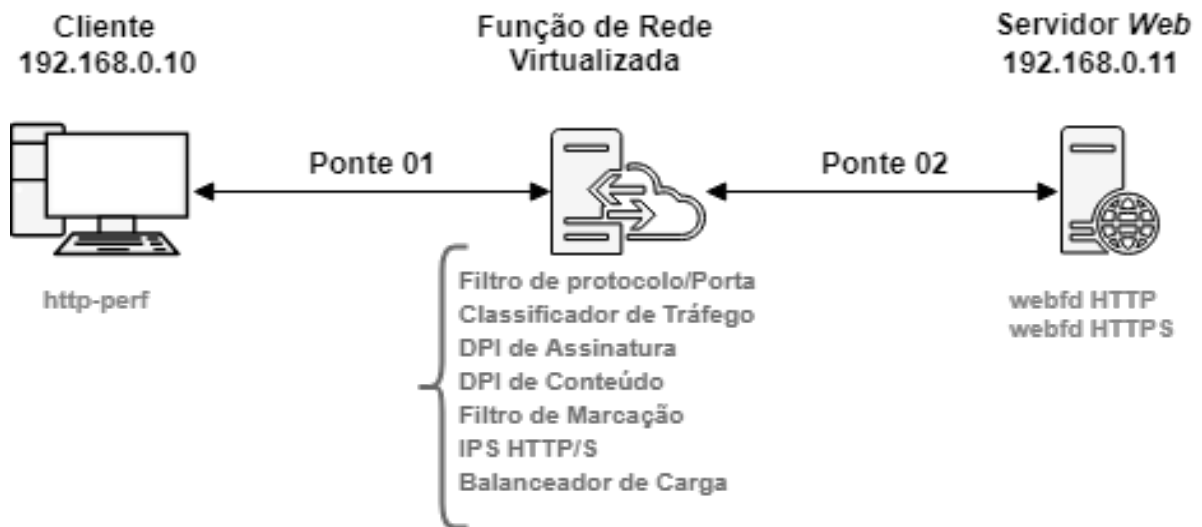 Cliente
192.168.0.10
Função de Rede
Virtualizada
Servidor Web
192.168.0.11
Ponte 01
Ponte 02
http-perf
Filtro de protocolo/Porta
Classificador de Tráfego
DPI de Assinatura
DPI de Conteúdo
Filtro de Marcação
IPS HTTP/S
Balanceador de Carga
webfd HTTP
webfd HTTPS